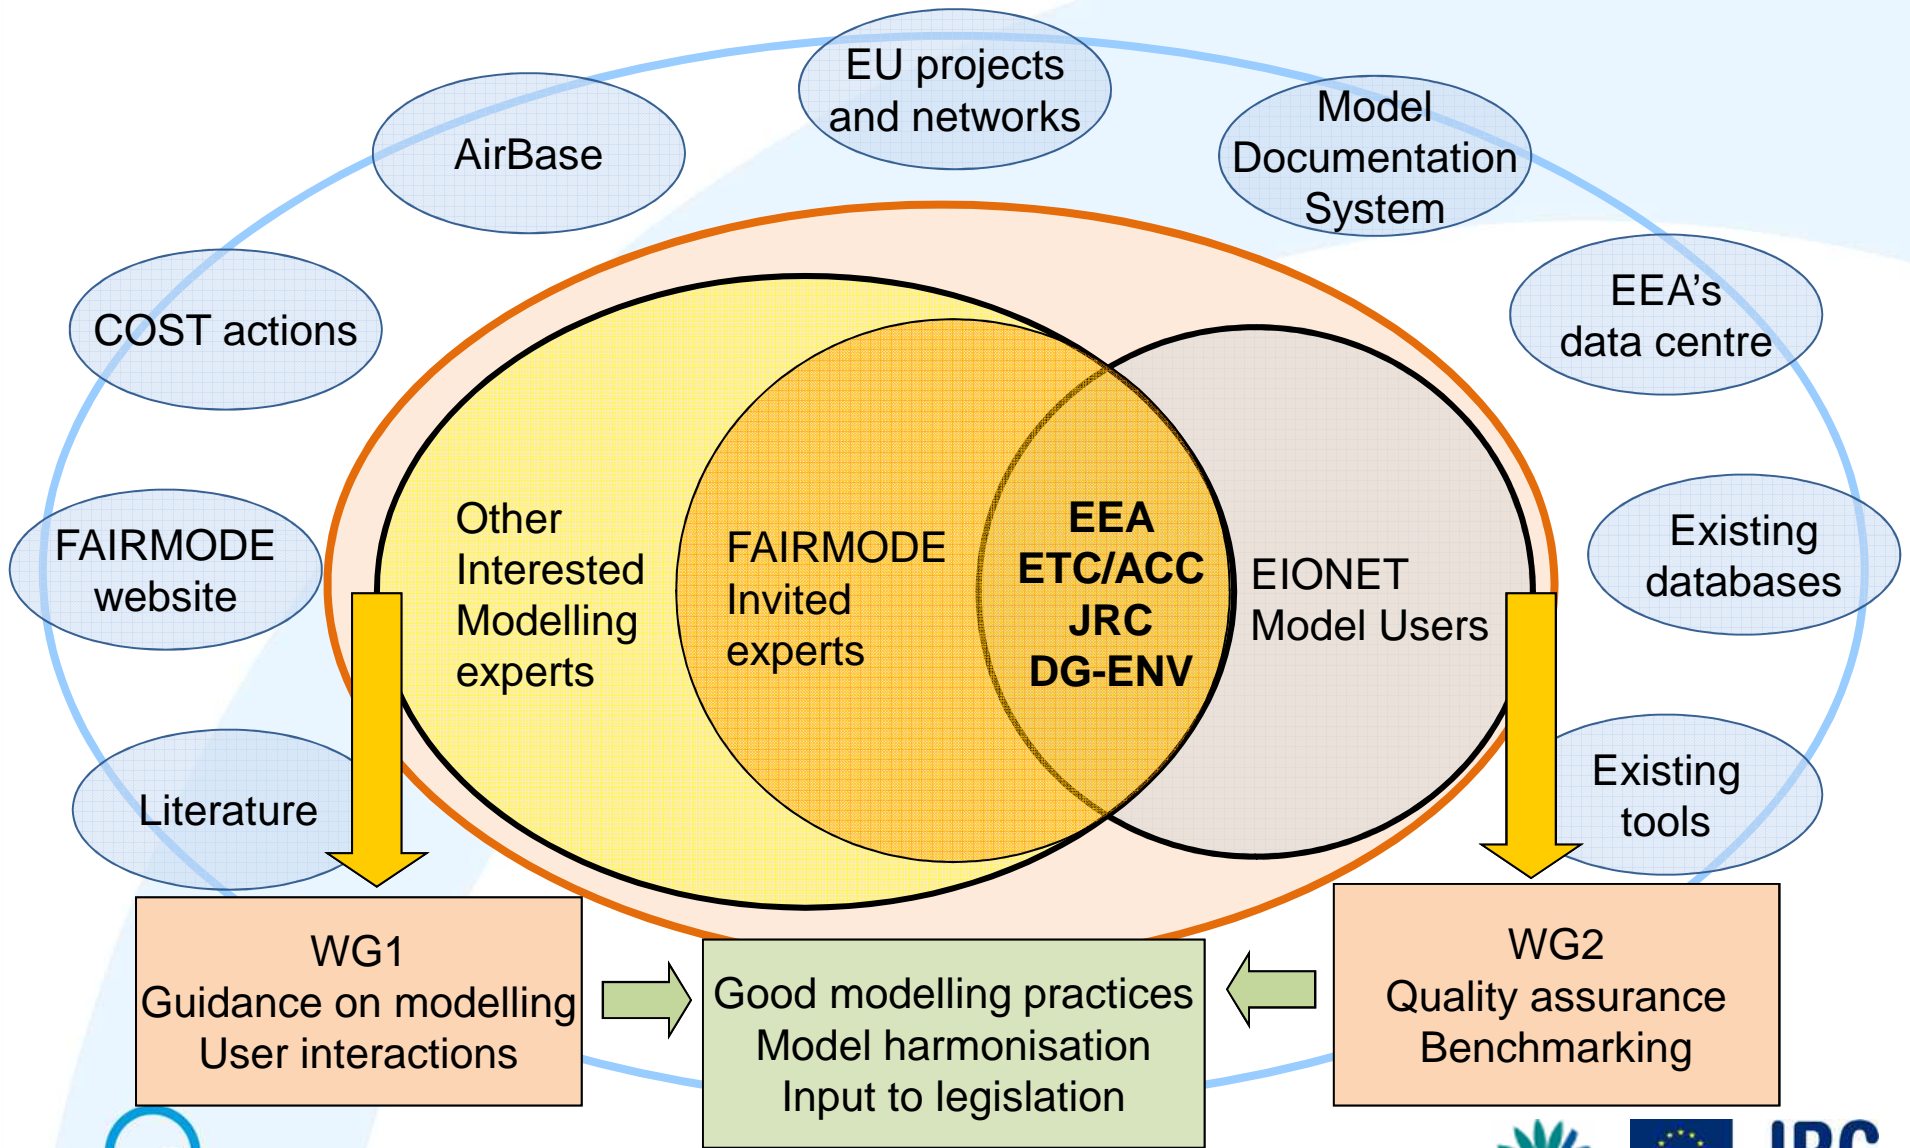 EU projects
and networks
AirBase
Model
Documentation
System
COST actions
EEA's
data centre
FAIRMODE
website
Other
Interested
Modelling
experts
FAIRMODE
Invited
experts
EEA
ETC/ACC
JRC
DG-ENV
EIONET
Model Users
Existing
databases
Literature
Existing
tools
WG1
Guidance on modelling
User interactions
Good modelling practices
Model harmonisation
Input to legislation
WG2
Quality assurance
Benchmarking
JRC